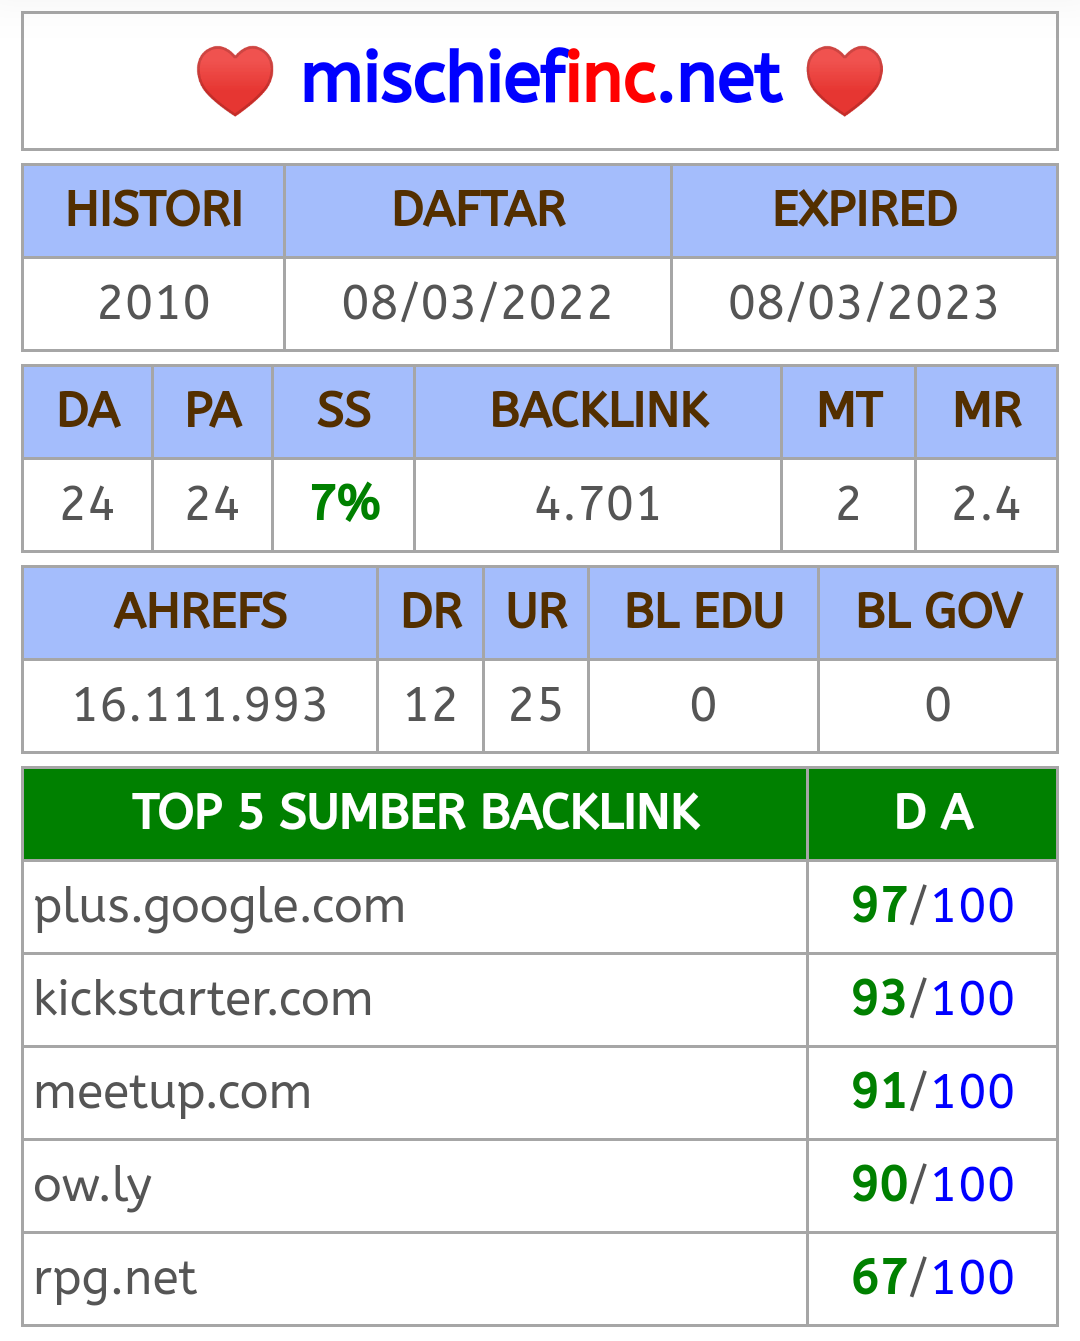 mischiefinc.net
HISTORI DAFTAR EXPIRED
2010 08/03/2022 08/03/2023
DA PA SS BACKLINK MT MR
24 24 7% 4.701 2 2.4
AHREFS DR UR BL EDU BL GOV
16.111.993 12 25 0 0
TOP 5 SUMBER BACKLINK D A
plus.google.com 97/100
kickstarter.com 93/100
meetup.com 91/100
ow.ly 90/100
rpg.net 67/100